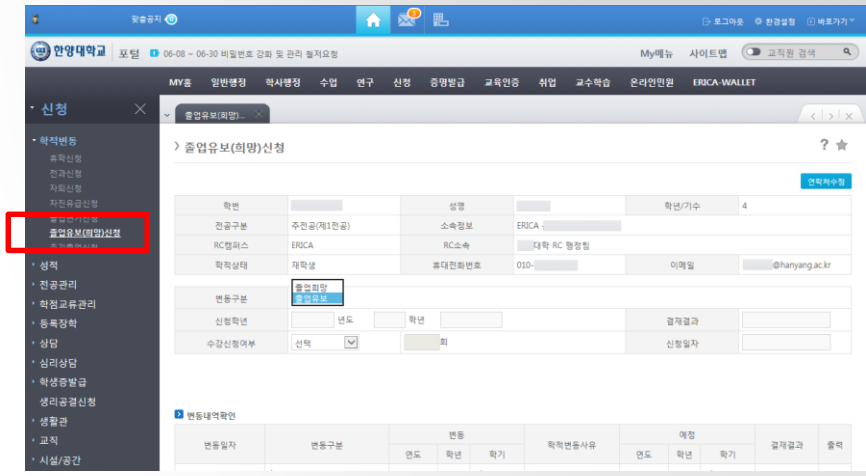 맞춤공지
3
로그아웃 환경설정 바로가기
한양대학교 포털 06-08 ~ 06-30 비밀번호 강화 및 관리 철저요청 My메뉴 사이트맵 교직원 검색
MY홈 일반행정 학사행정 수업 연구 신청 증명발급 교육인증 취업 교수학습 온라인민원 ERICA-WALLET
신청
졸업유보(희망)...
학적변동
휴학신청
전과신청
자퇴신청
자진유급신청
졸업유보(희망)신청
성적
전공관리
학점교류관리
등록장학
상담
심리상담
학생증발급
생리공결신청
생활관
교직
시설/공간
졸업유보(희망)신청
?
연락처수정
학번 성명 학년/기수 4
전공구분 주전공(제1전공) 소속정보 ERICA
RC캠퍼스 ERICA RC소속 대학 RC 행정팀
학적상태 재학생 휴대전화번호 010- 이메일 @hanyang.ac.kr
변동구분 졸업희망
졸업유보
신청학년 년도 학년 결재결과
수강신청여부 선택 회 신청일자
변동내역확인
변동일자 변동구분 변동 학적변동사유 예정 결재결과 출력
연도 학년 학기 연도 학년 학기